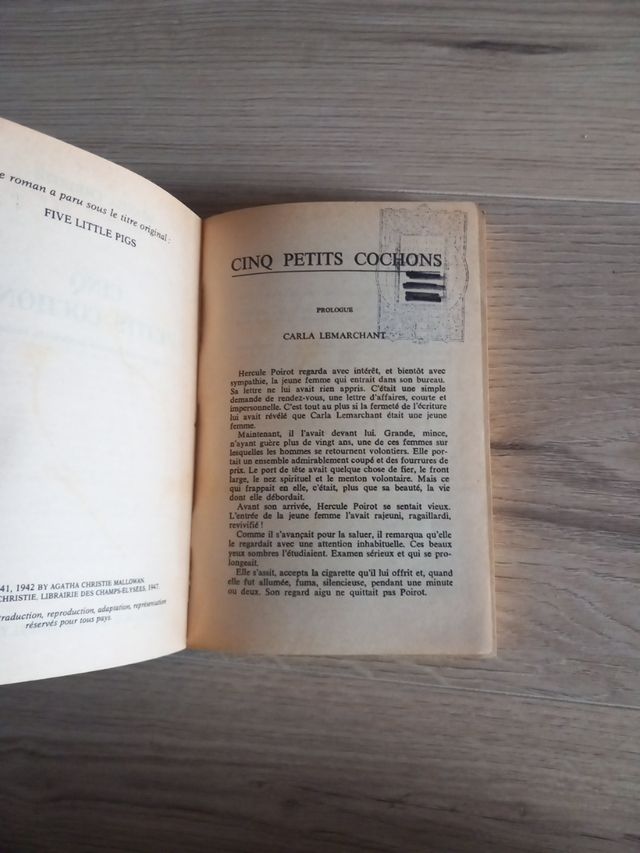 roman a paru sous le titre original :
FIVE LITTLE PIGS
41, 1942 BY AGATHA CHRISTIE MALLOWAN.
CHRISTIE, LIBRAIRIE DES CHAMPS-ÉLYSÉES, 1947.
traduction, reproduction, adaptation, représentation
réservés pour tous pays.
CINQ PETITS COCHONS
PROLOGUE
CARLA LEMARCHANT
Hercule Poirot regarda avec intérêt, et bientôt avec
sympathie, la jeune femme qui entrait dans son bureau.
Sa lettre ne lui avait rien appris. C'était une simple
demande de rendez-vous, une lettre d'affaires, courte et
impersonnelle. C'est tout au plus si la fermeté de l'écriture
lui avait révélé que Carla Lemarchant était une jeune
femme.
Maintenant, il l'avait devant lui. Grande, mince,
n'ayant guère plus de vingt ans, une de ces femmes sur
lesquelles les hommes se retournent volontiers. Elle por-
tait un ensemble admirablement coupé et des fourrures de
prix. Le port de tête avait quelque chose de fier, le front
large, le nez spirituel et le menton volontaire. Mais ce
qui frappait en elle, c'était, plus que sa beauté, la vie
dont elle débordait.
Avant son arrivée, Hercule Poirot se sentait vieux.
L'entrée de la jeune femme l'avait rajeuni, ragaillardi,
revivifié !
Comme il s'avançait pour la saluer, il remarqua qu'elle
le regardait avec une attention inhabituelle. Ces beaux
yeux sombres l'étudiaient. Examen sérieux et qui se pro-
longeait.
Elle s'assit, accepta la cigarette qu'il lui offrit et, quand
elle fut allumée, fuma, silencieuse, pendant une minute
ou deux. Son regard aigu ne quittait pas Poirot.